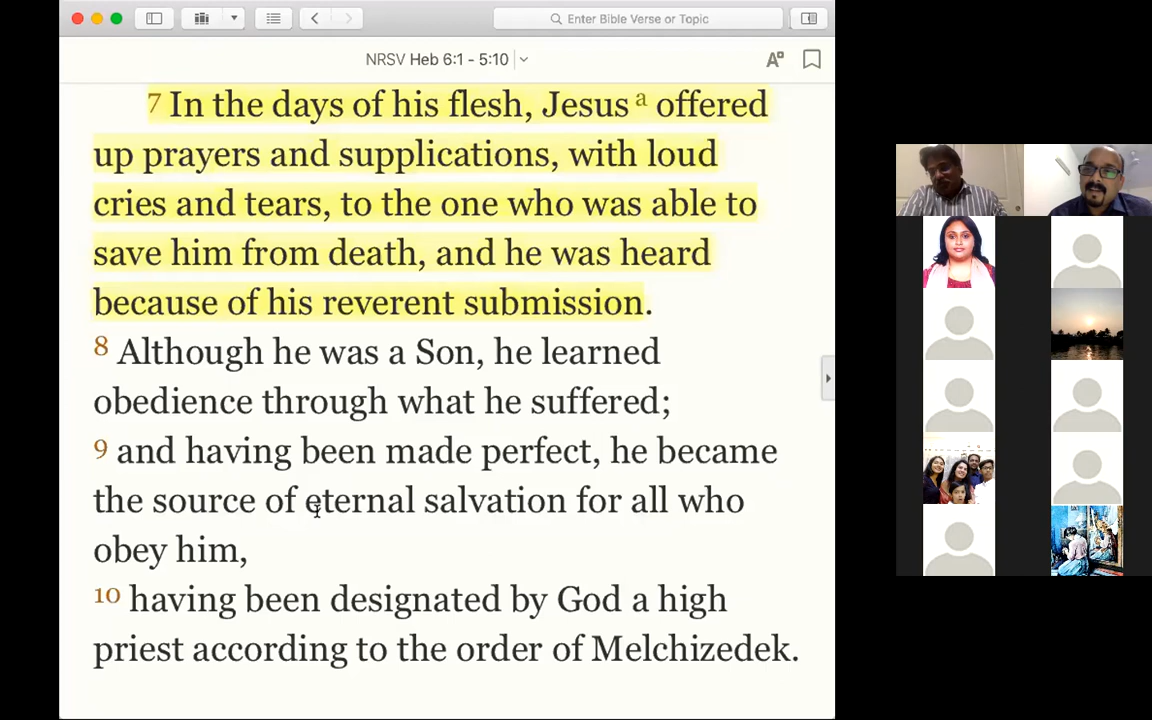 Enter Bible Verse or Topic
NRSV Heb 6:1 - 5:10
7 In the days of his flesh, Jesus a offered
up prayers and supplications, with loud
cries and tears, to the one who was able to
save him from death, and he was heard
because of his reverent submission.
8 Although he was a Son, he learned
obedience through what he suffered;
9 and having been made perfect, he became
the source of eternal salvation for all who
obey him,
10 having been designated by God a high
priest according to the order of Melchizedek.